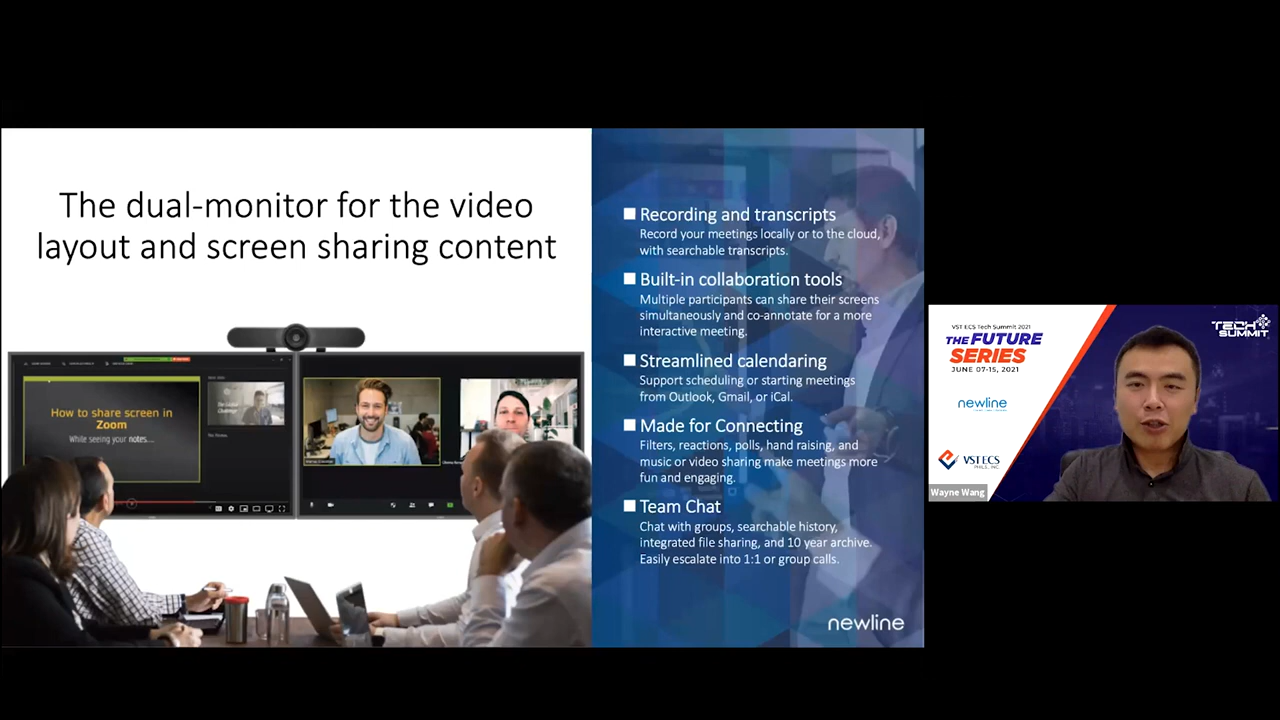 The dual-monitor for the video
layout and screen sharing content
How to share screen in
Zoom
While seeing your notes...
Recording and transcripts
Record your meetings locally or to the cloud,
with searchable transcripts.
Built-in collaboration tools
Multiple participants can share their screens
simultaneously and co-annotate for a more
interactive meeting.
Streamlined calendaring
Support scheduling or starting meetings
from Outlook, Gmail, or iCal.
Made for Connecting
Filters, reactions, polls, hand raising, and
music or video sharing make meetings more
fun and engaging.
Team Chat
Chat with groups, searchable history,
integrated file sharing, and 10 year archive.
Easily escalate into 1:1 or group calls.
newline
VST ECS Tech Summit 2021
THE FUTURE
SERIES
JUNE 07-15, 2021
newline
VST ECS
PHILS., INC.
Wayne Wang
TECH
SUMMIT